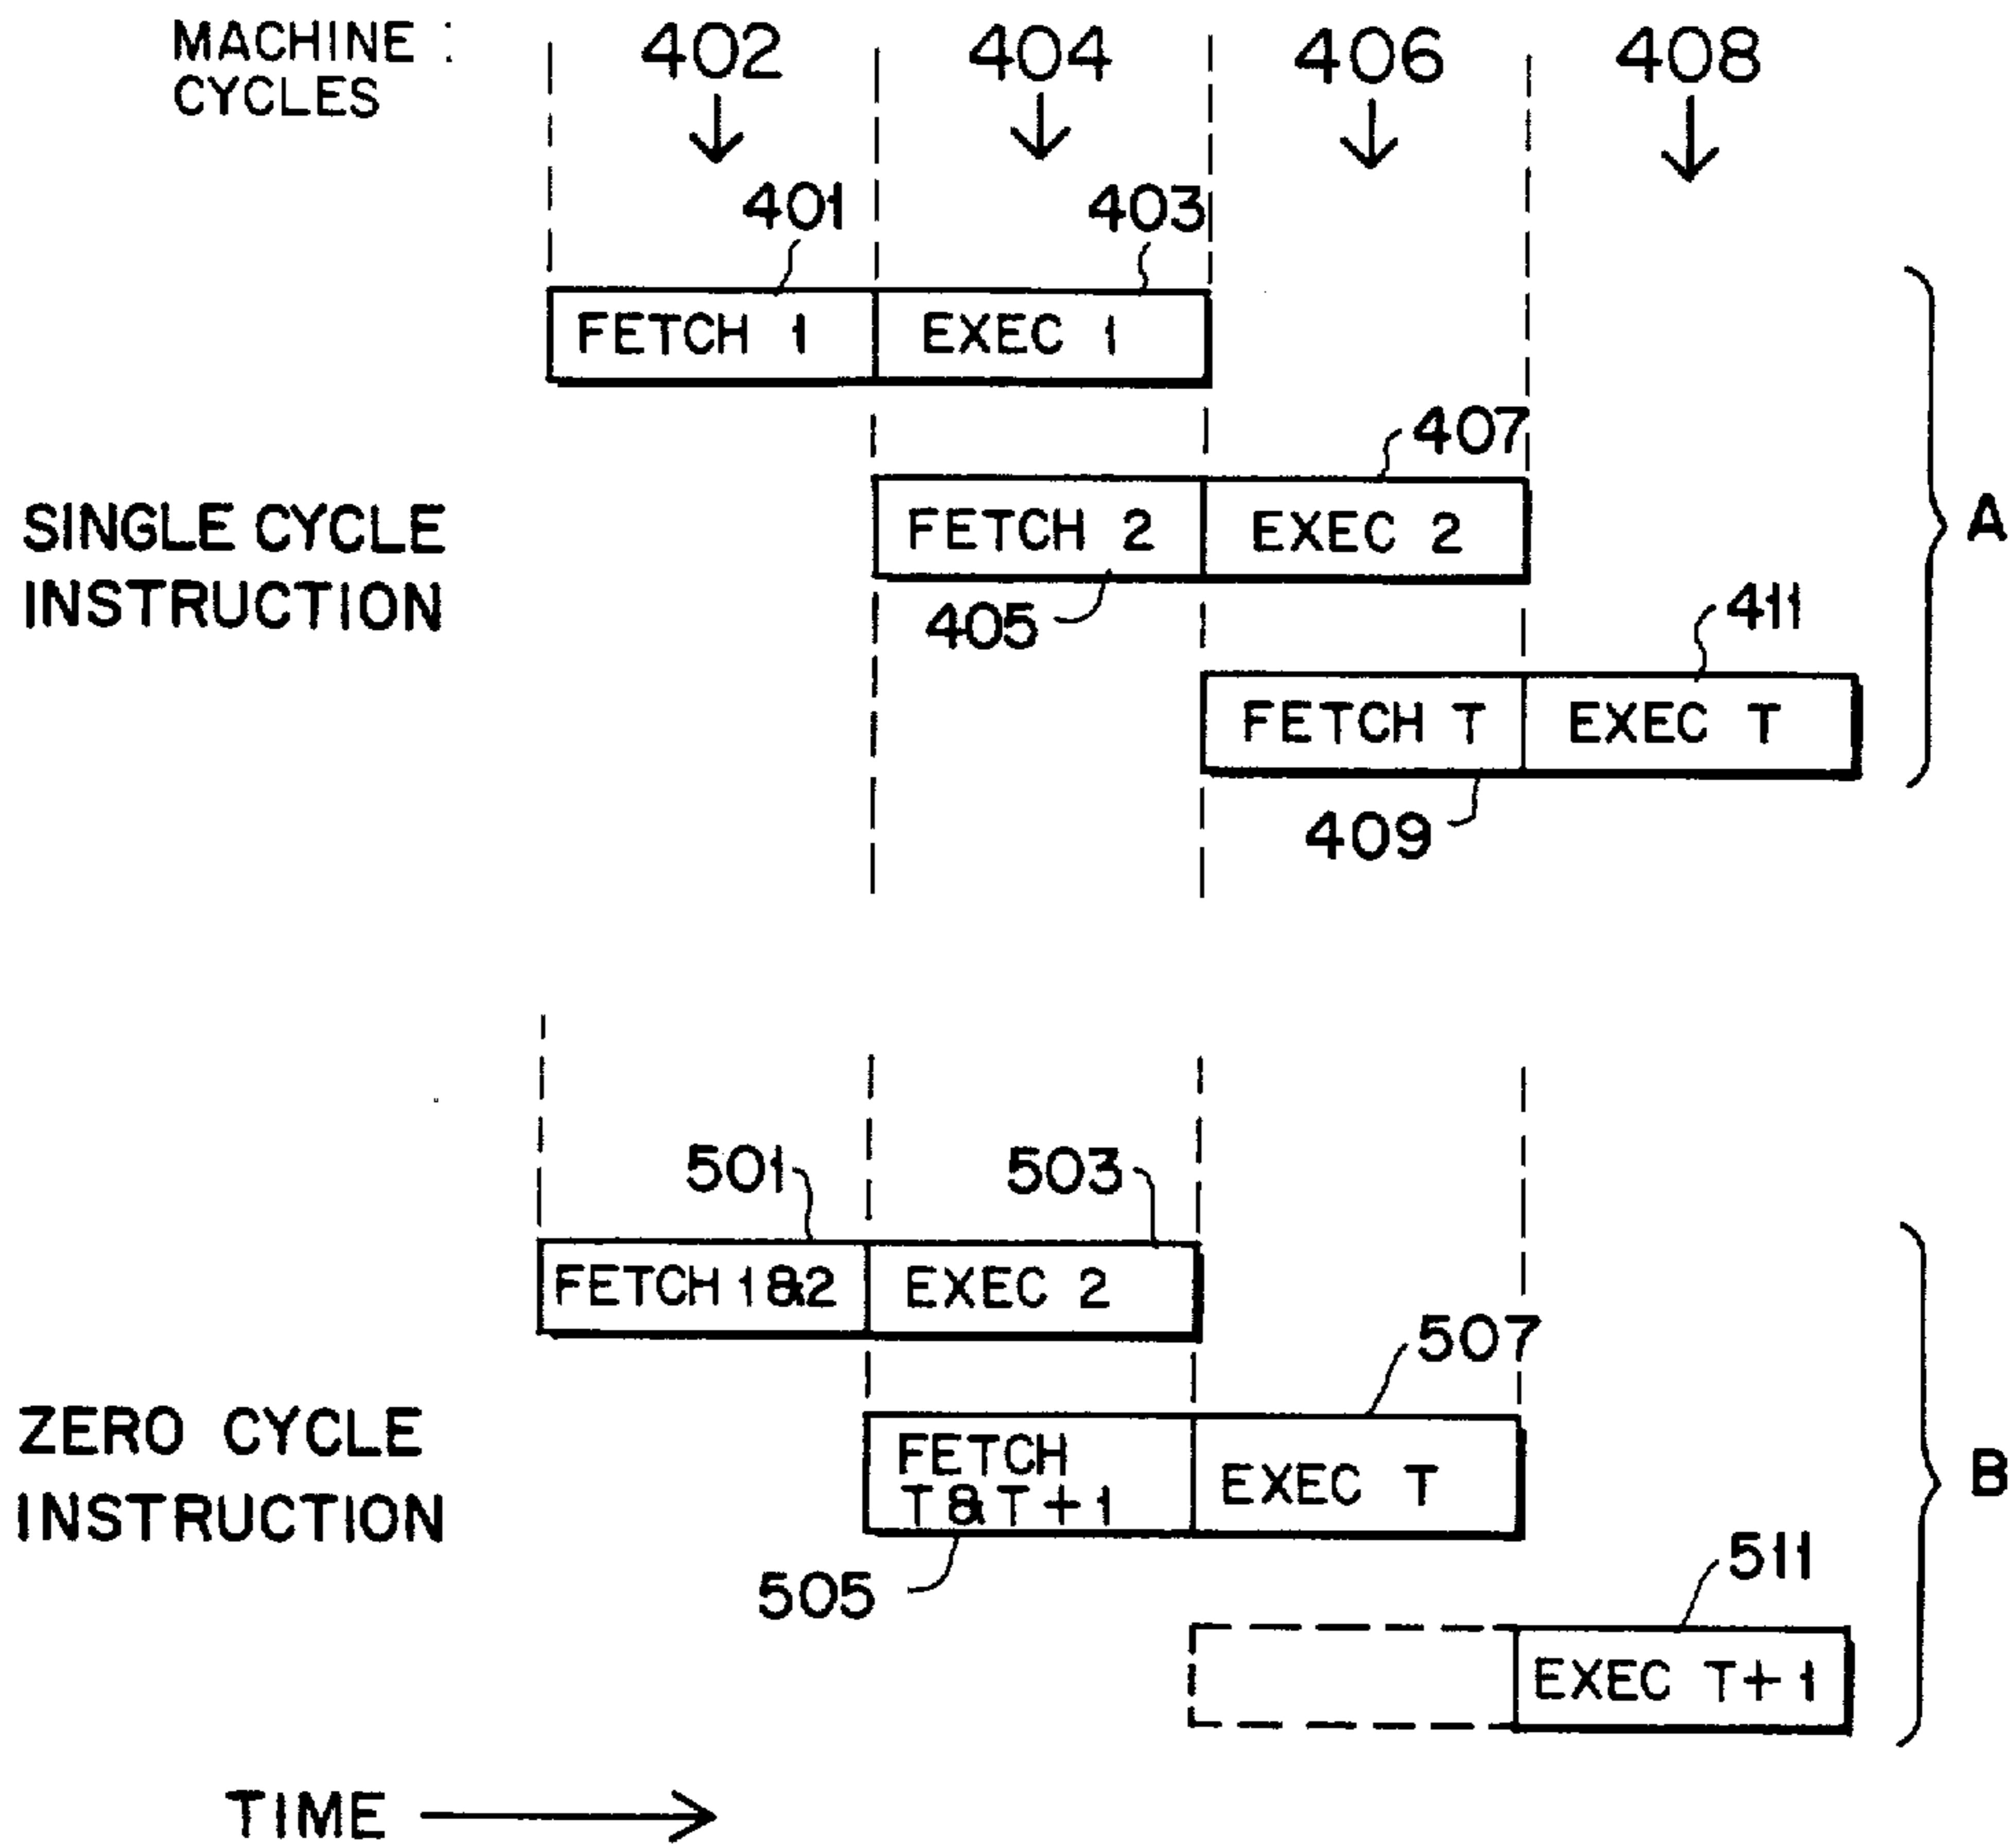 MACHINE :
CYCLES
402
404
406
408
401
403
FETCH 1
EXEC 1
407
SINGLE CYCLE
INSTRUCTION
FETCH 2
EXEC 2
A
405
411
FETCH T
EXEC T
409
501
503
FETCH 1&2
EXEC 2
507
ZERO CYCLE
INSTRUCTION
FETCH
T&T+1
EXEC T
B
505
511
EXEC T+1
TIME